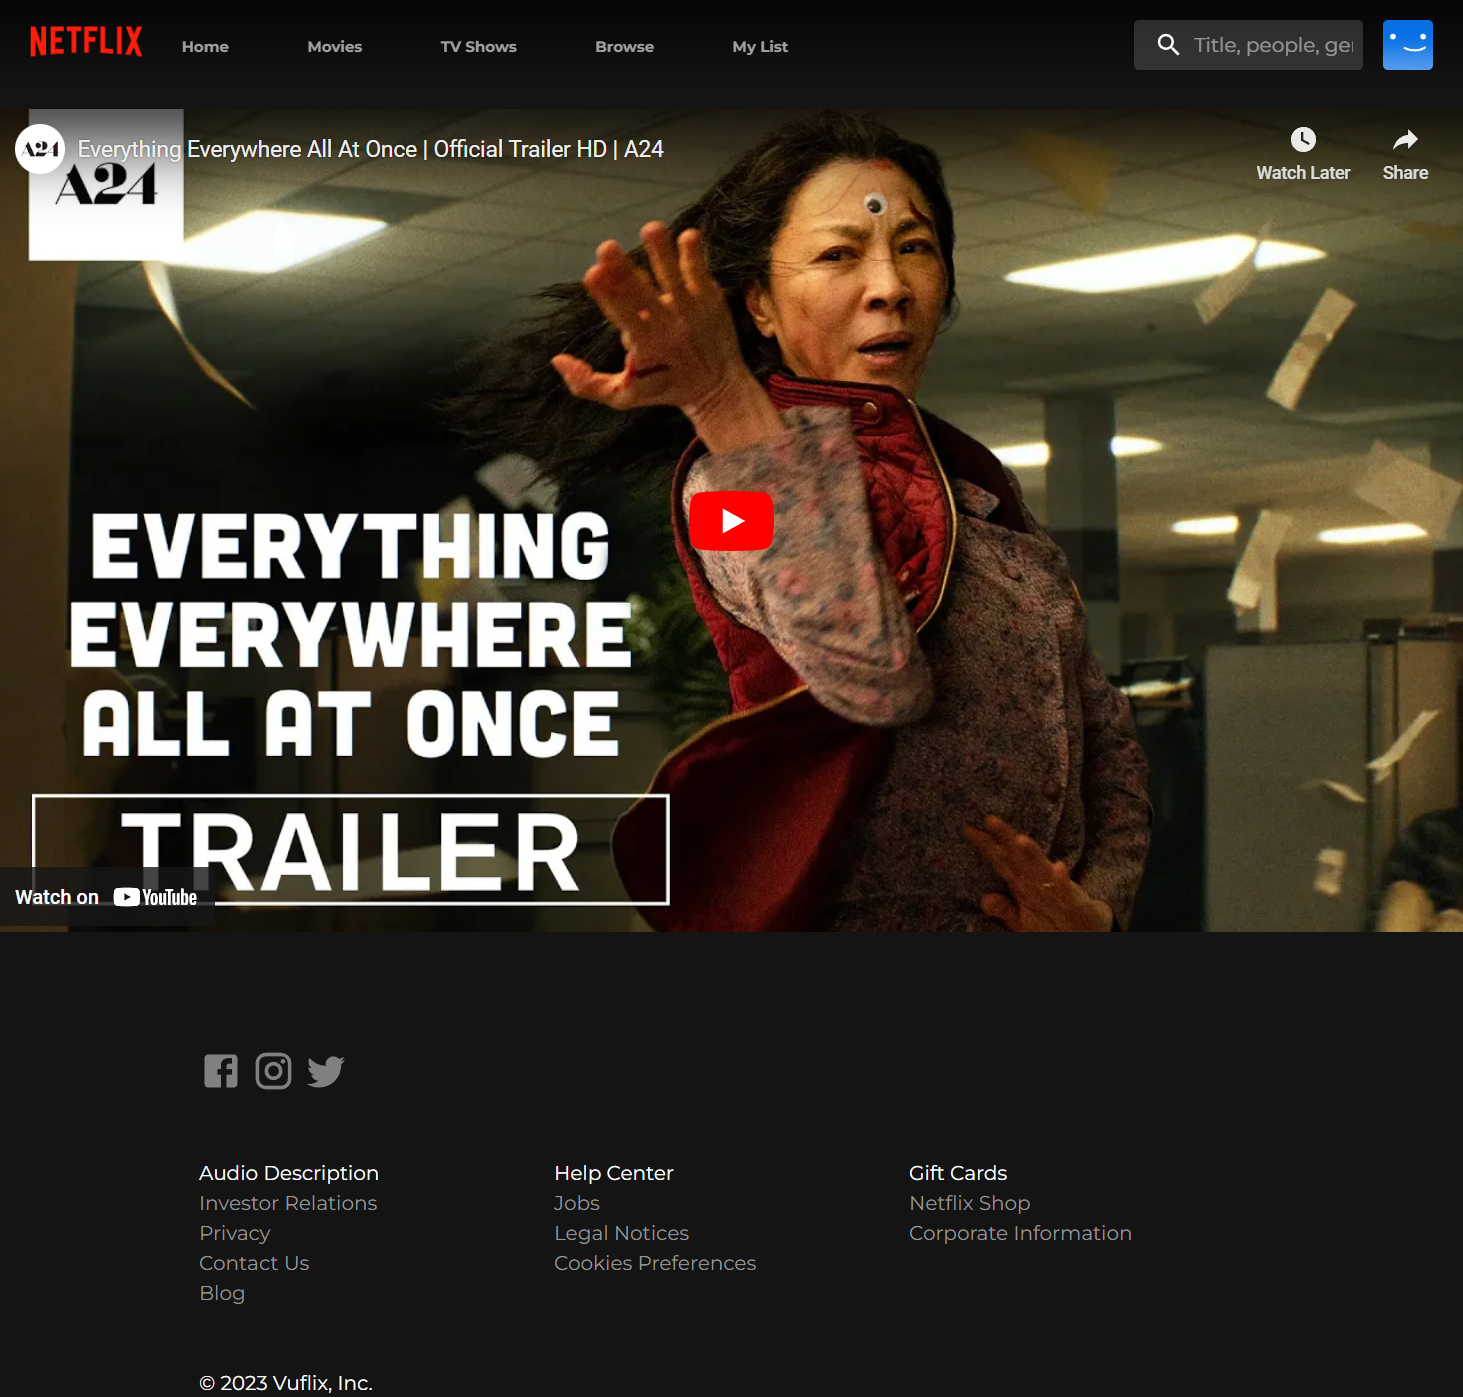 NETFLIX
Home
Movies
TV Shows
Browse
My List
Title, people, ge
A24
Everything Everywhere All At Once | Official Trailer HD | A24
Watch Later
Share
A24
EVERYTHING
EVERYWHERE
ALL AT ONCE
TRAILER
Watch on YouTube
Audio Description
Investor Relations
Privacy
Contact Us
Blog
Help Center
Jobs
Legal Notices
Cookies Preferences
Gift Cards
Netflix Shop
Corporate Information
© 2023 Vuflix, Inc.